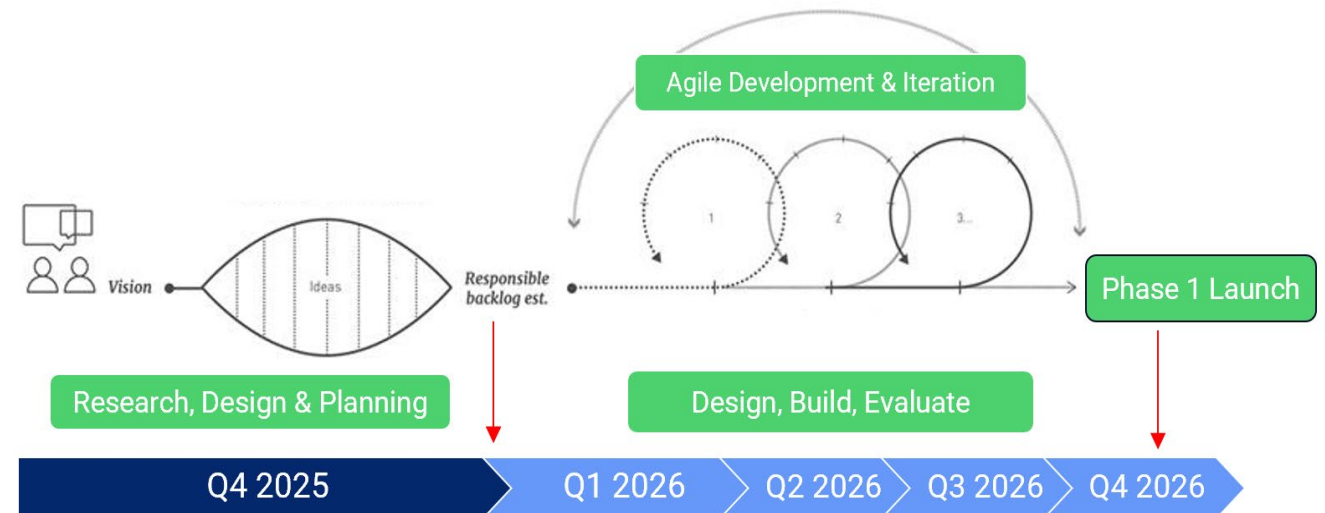 Agile Development & Iteration
1
2
3...
Vision
Ideas
Responsible
backlog est.
Phase 1 Launch
Research, Design & Planning
Design, Build, Evaluate
Q4 2025
Q1 2026
Q2 2026
Q3 2026
Q4 2026